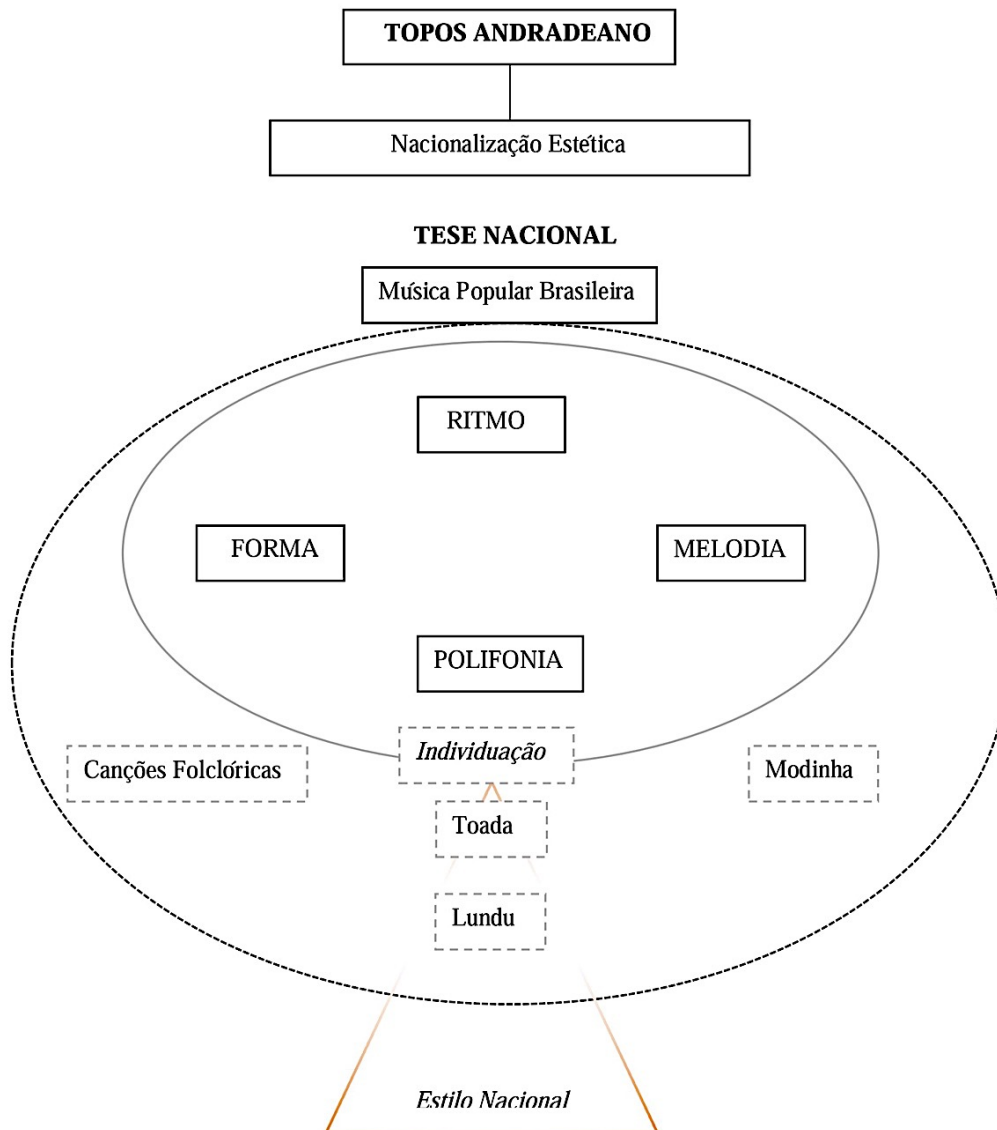 TOPOS ANDRADEANO
Nacionalização Estética
TESE NACIONAL
Música Popular Brasileira
RITMO
FORMA
MELODIA
POLIFONIA
Individuação
Canções Folclóricas
Modinha
Toada
Lundu
Estilo Nacional